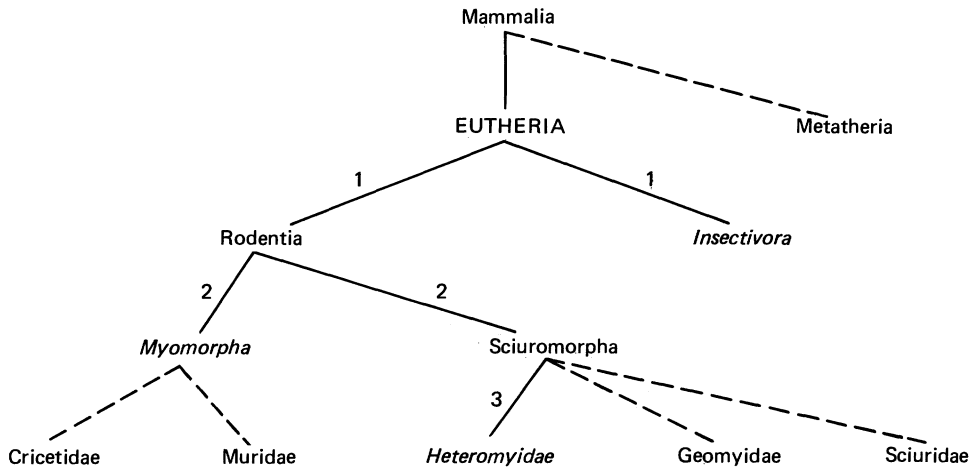 Mammalia
EUTHERIA
Metatheria
1
1
Rodentia
Insectivora
2
2
Myomorpha
Sciuromorpha
3
Cricetidae
Muridae
Heteromyidae
Geomyidae
Sciuridae